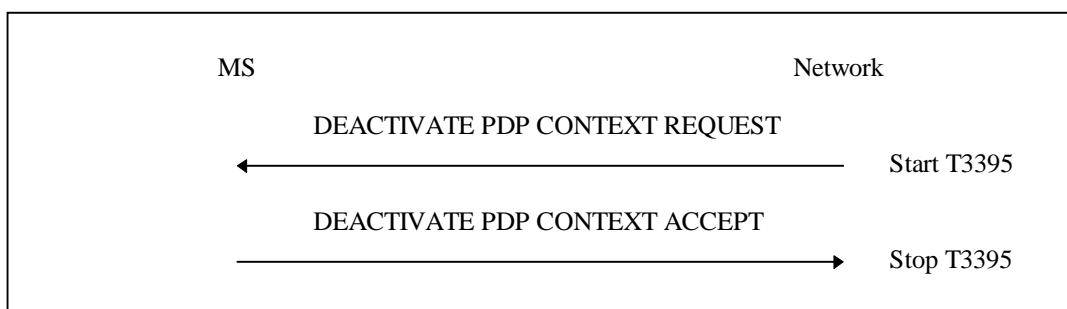 MS Network
DEACTIVATE PDP CONTEXT REQUEST
Start T3395
DEACTIVATE PDP CONTEXT ACCEPT
Stop T3395